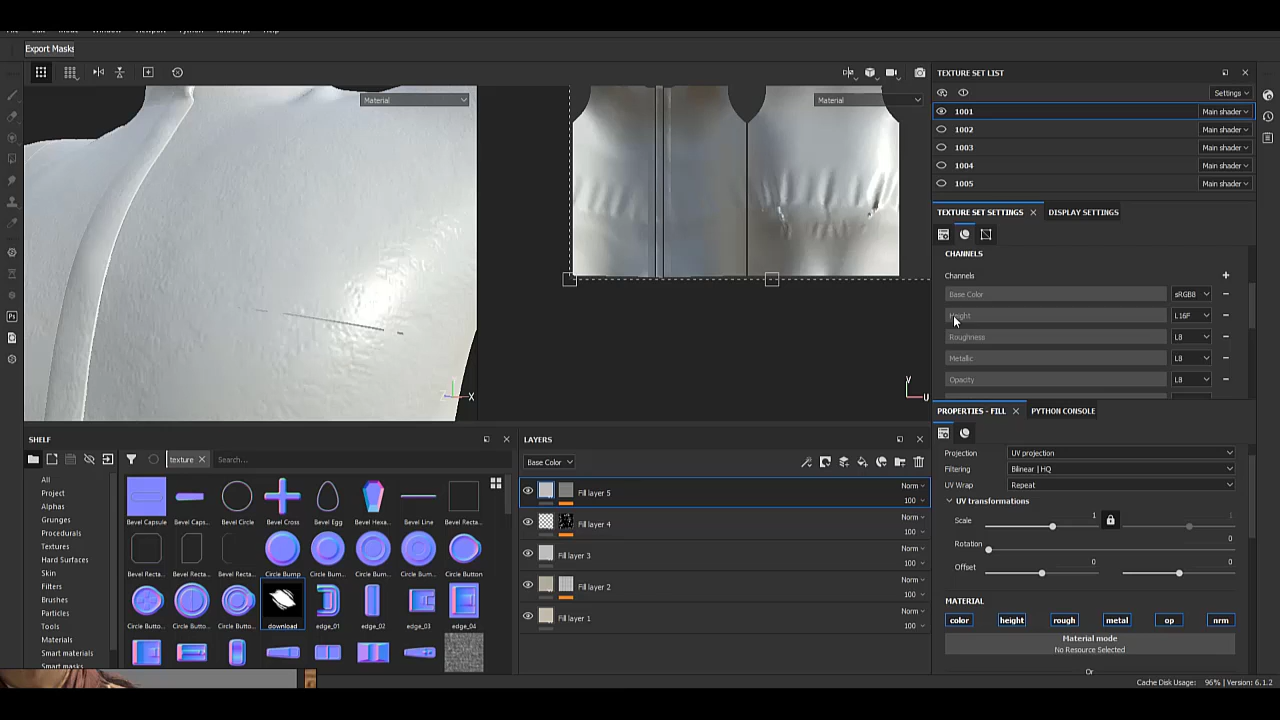 Export Masks
Material
Material
X
Y
U
TEXTURE SET LIST
Settings
1001 Main shader
1002 Main shader
1003 Main shader
1004 Main shader
1005 Main shader
TEXTURE SET SETTINGS DISPLAY SETTINGS
CHANNELS
Channels
Base Color sRGB8
Height L16F
Roughness L8
Metallic L8
Opacity L8
PROPERTIES - FILL PYTHON CONSOLE
Projection UV projection
Filtering Bilinear | HQ
UV Wrap Repeat
UV transformations
Scale 1 1
Rotation 0
Offset 0 0
MATERIAL
color height rough metal op nrm
Material mode
No Resource Selected
Or
SHELF
texture Search...
All
Project
Alphas
Grunges
Procedurals
Textures
Hard Surfaces
Skin
Filters
Brushes
Particles
Tools
Materials
Smart materials
Smart masks
Bevel Capsule Bevel Caps... Bevel Circle Bevel Cross Bevel Egg Bevel Hexa... Bevel Line Bevel Recta...
Bevel Recta... Bevel Recta... Bevel Recta... Circle Bump Circle Bum... Circle Bum... Circle Bum... Circle Button
Circle Butto... Circle Butto... Circle Butto... download edge_01 edge_02 edge_03 edge_04
LAYERS
Base Color
Fill layer 5 Norm 100
Fill layer 4 Norm 100
Fill layer 3 Norm 100
Fill layer 2 Norm 100
Fill layer 1 Norm 100
Ps
Cache Disk Usage: 96% | Version: 6.1.2